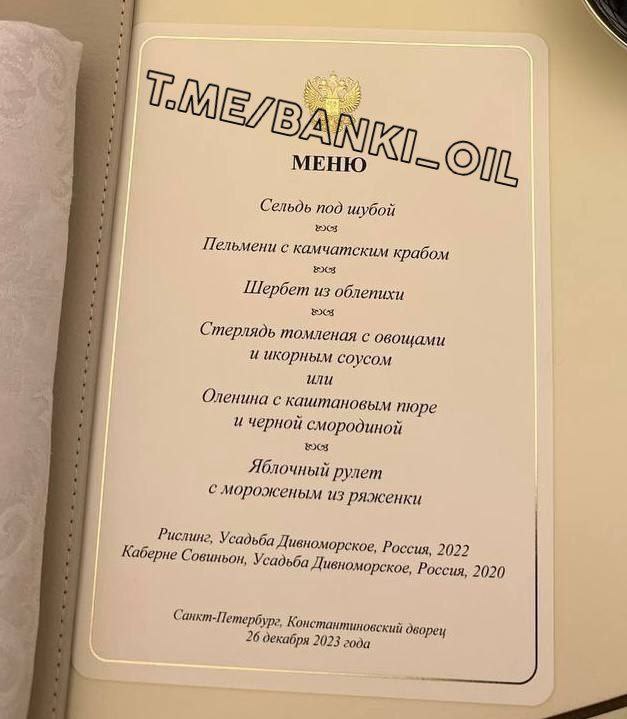 T.ME/BANKI_OIL
МЕНЮ
Сельдь под шубой
Пельмени с камчатским крабом
Шербет из облепихи
Стерлядь томленая с овощами
и икорным соусом
или
Оленина с каштановым пюре
и черной смородиной
Яблочный рулет
с мороженым из ряженки
Рислинг, Усадьба Дивноморское, Россия, 2022
Каберне Совиньон, Усадьба Дивноморское, Россия, 2020
Санкт-Петербург, Константиновский дворец
26 декабря 2023 года